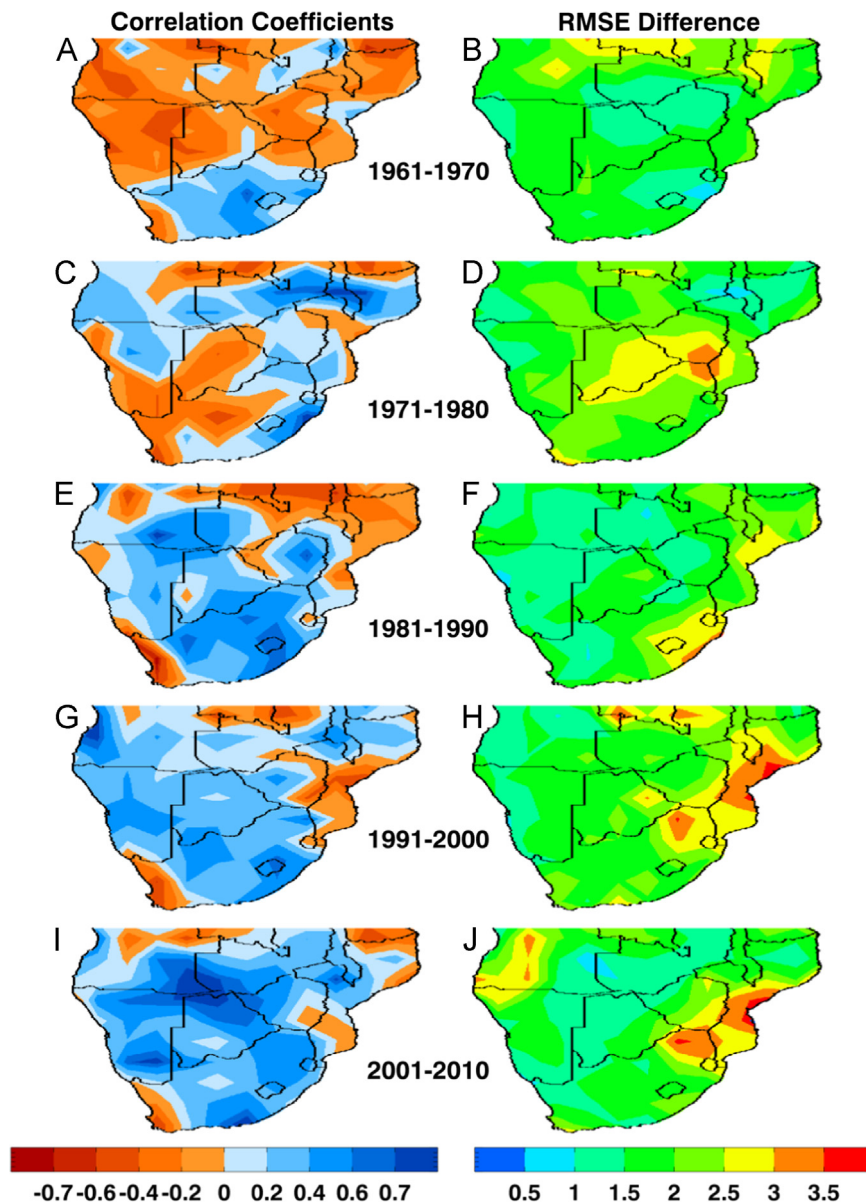 Correlation Coefficients RMSE Difference
A B
1961-1970
C D
1971-1980
E F
1981-1990
G H
1991-2000
I J
2001-2010
-0.7 -0.6 -0.4 -0.2 0 0.2 0.4 0.6 0.7 0.5 1 1.5 2 2.5 3 3.5